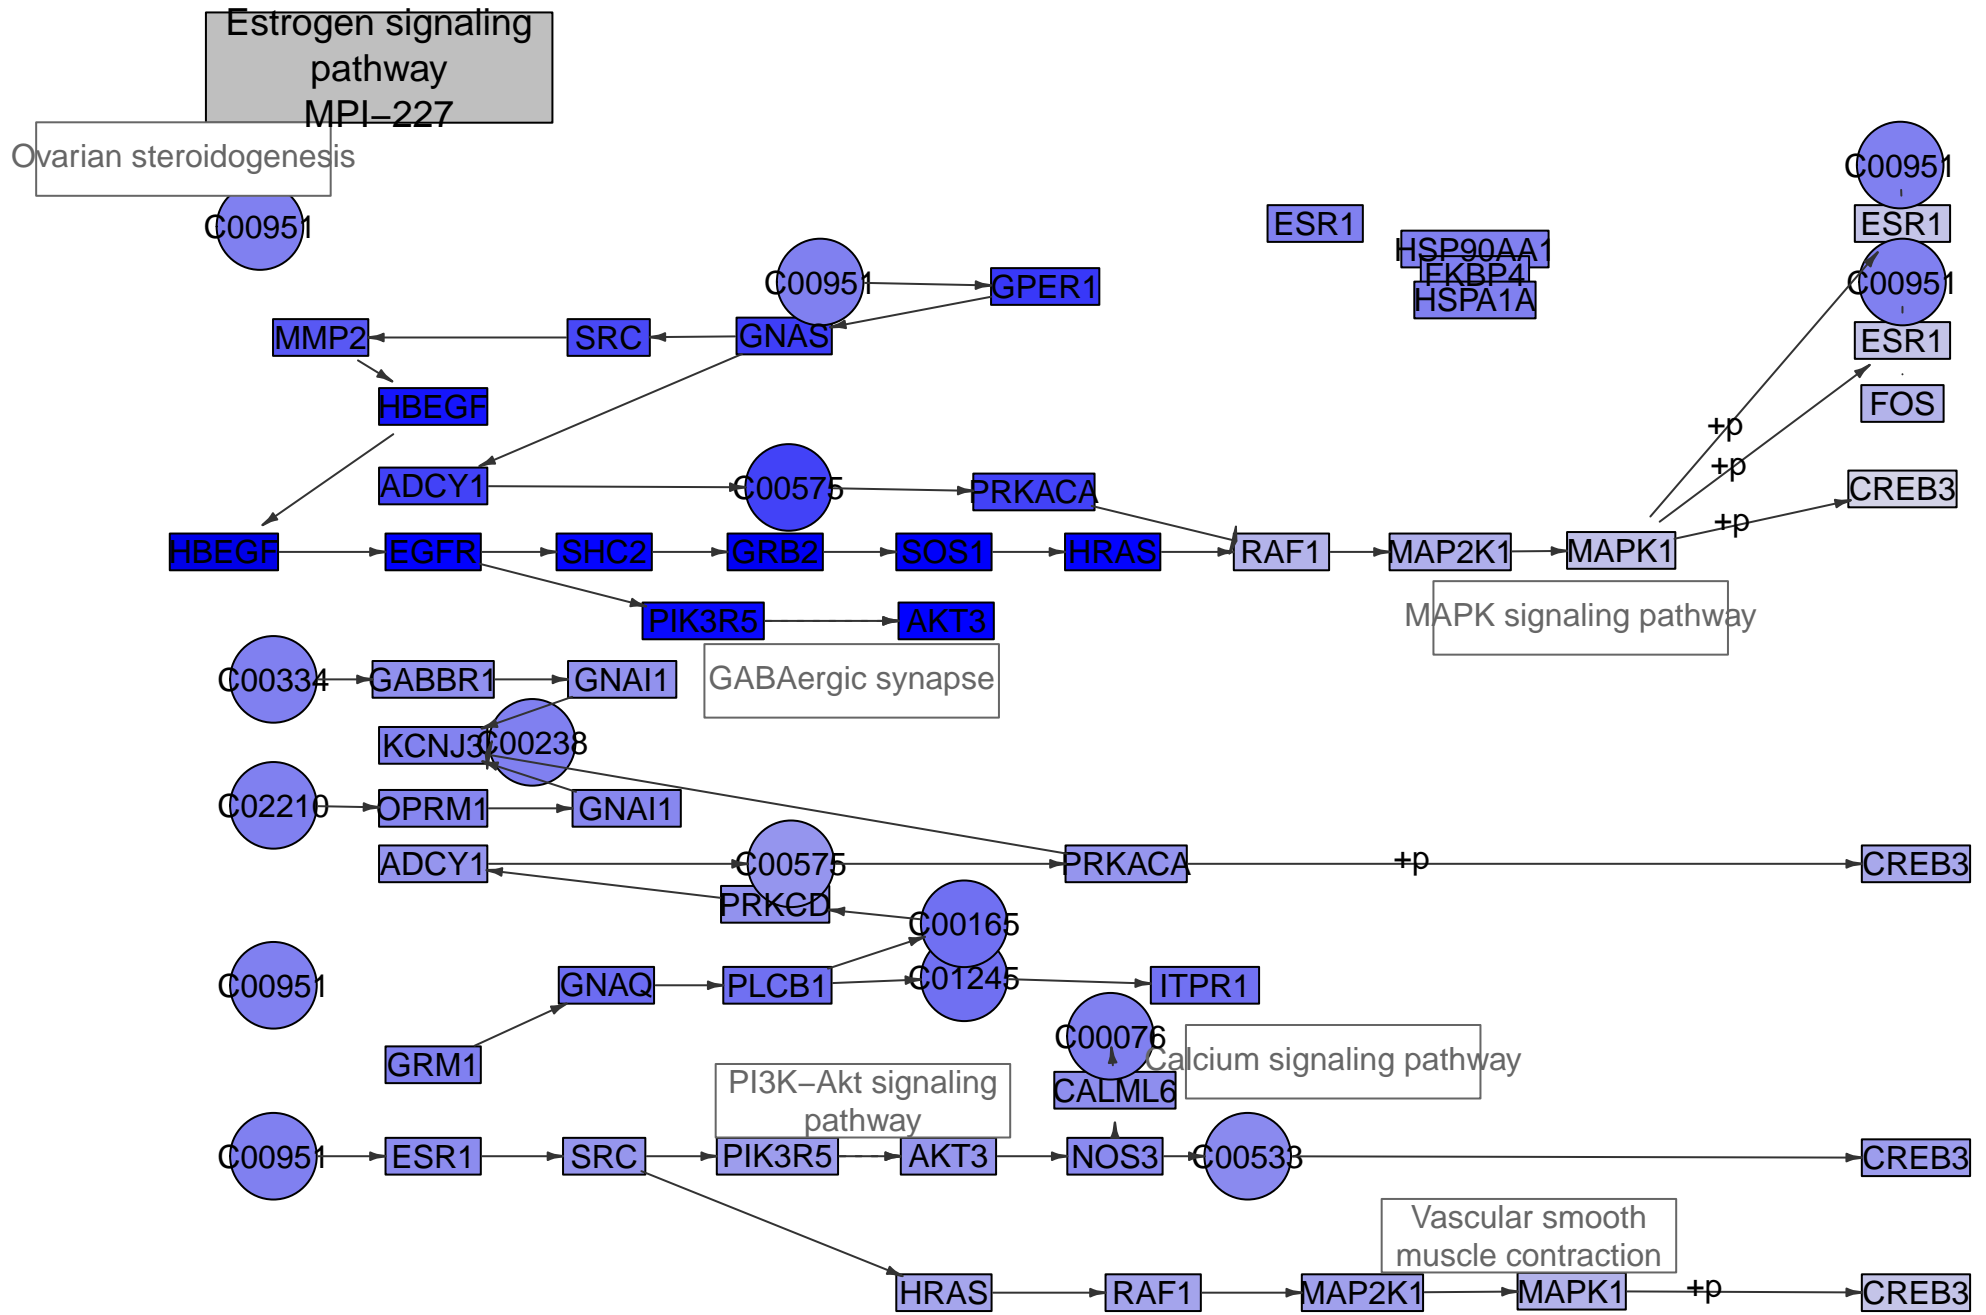 Estrogen signaling
pathway
MPI−227
Ovarian steroidogenesis
C00951
C00951
ESR1
ESR1
C00951
HSP90AA1
FKBP4
HSPA1A
C00951
GPER1
C00951
MMP2
SRC
GNAS
ESR1
HBEGF
FOS
+p
+p
ADCY1
C00575
PRKACA
CREB3
+p
HBEGF
EGFR
SHC2
GRB2
SOS1
HRAS
RAF1
MAP2K1
MAPK1
PIK3R5
AKT3
MAPK signaling pathway
C00334
GABBR1
GNAI1
GABAergic synapse
KCNJ3
C00238
C02210
OPRM1
GNAI1
ADCY1
C00575
PRKACA
+p
CREB3
PRKCD
C00165
C00951
GNAQ
PLCB1
C01245
ITPR1
C00076
Calcium signaling pathway
GRM1
CALML6
PI3K−Akt signaling
pathway
C00951
ESR1
SRC
PIK3R5
AKT3
NOS3
C00533
CREB3
Vascular smooth
muscle contraction
HRAS
RAF1
MAP2K1
MAPK1
+p
CREB3